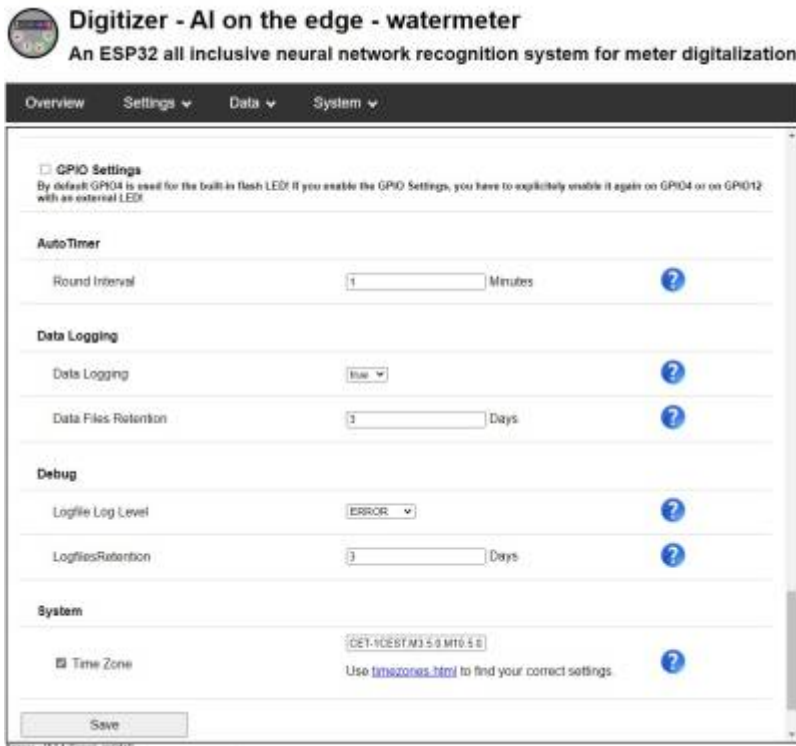 Digitizer - AI on the edge - watermeter
An ESP32 all inclusive neural network recognition system for meter digitalization
Overview Settings Data System
GPIO Settings
By default GPIO4 is used for the built-in flash LED! If you enable the GPIO Settings, you have to explicitely enable it again on GPIO4 or on GPIO12
with an external LED!
AutoTimer
Round Interval 1 Minutes
Data Logging
Data Logging true
Data Files Retention 3 Days
Debug
Logfile Log Level ERROR
LogfilesRetention 3 Days
System
CET-1CEST,M3.5.0,M10.5.0
Time Zone
Use timezones.html to find your correct settings
Save